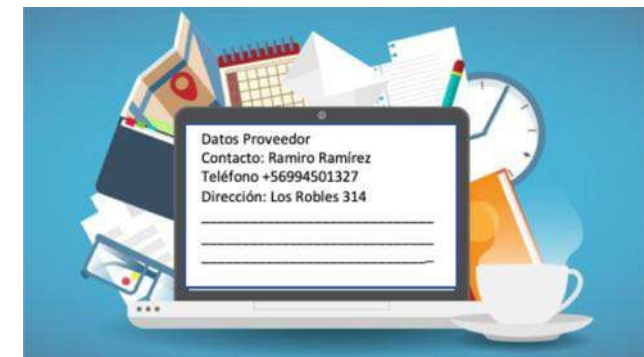 Datos Proveedor
Contacto: Ramiro Ramírez
Teléfono +56994501327
Dirección: Los Robles 314